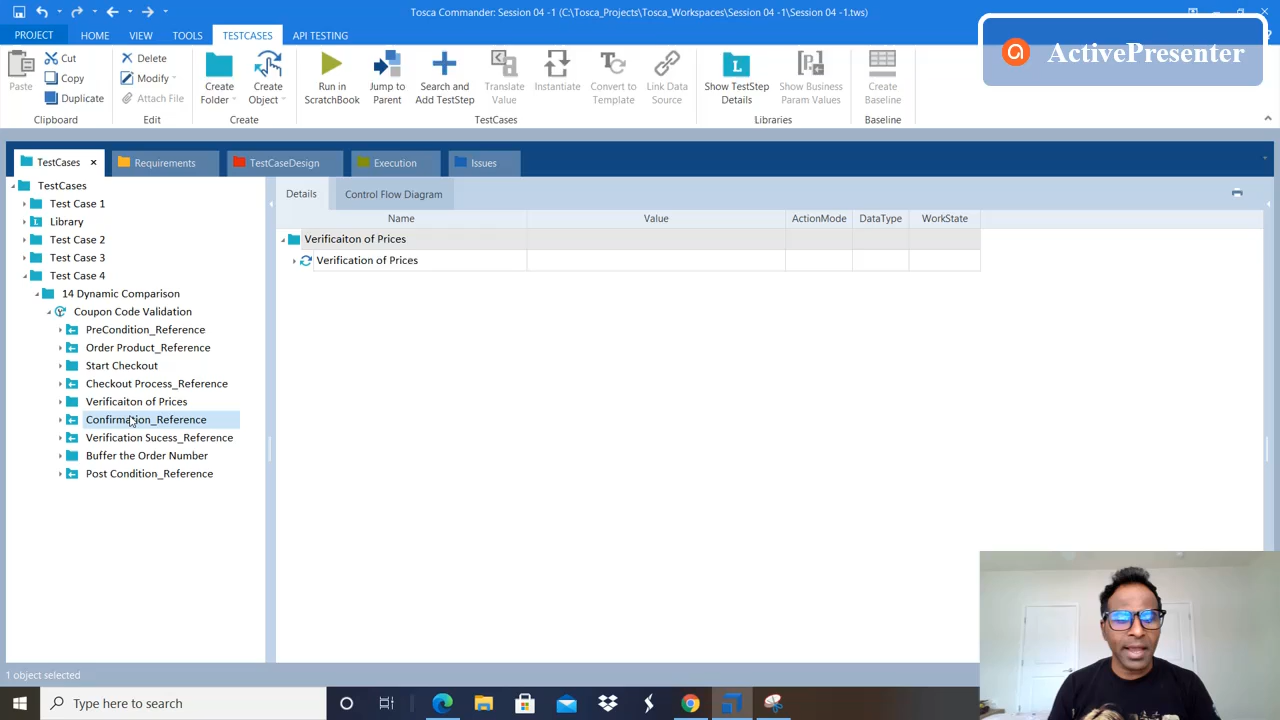 Tosca Commander: Session 04 -1 (C:\Tosca_Projects\Tosca_Workspaces\Session 04 -1\Session 04 -1.tws)
PROJECT HOME VIEW TOOLS TESTCASES API TESTING
ActivePresenter
Paste
Cut
Copy
Duplicate
Clipboard
Delete
Modify
Attach File
Edit
Create Folder
Create Object
Create
Run in ScratchBook
Jump to Parent
Search and Add TestStep
Translate Value
Instantiate
Convert to Template
Link Data Source
TestCases
Show TestStep Details
Show Business Param Values
Libraries
Create Baseline
Baseline
TestCases x Requirements TestCaseDesign Execution Issues
TestCases
Test Case 1
Library
Test Case 2
Test Case 3
Test Case 4
14 Dynamic Comparison
Coupon Code Validation
PreCondition_Reference
Order Product_Reference
Start Checkout
Checkout Process_Reference
Verificaiton of Prices
Confirmation_Reference
Verification Sucess_Reference
Buffer the Order Number
Post Condition_Reference
Details Control Flow Diagram
Name Value ActionMode DataType WorkState
Verificaiton of Prices
Verification of Prices
1 object selected
Type here to search